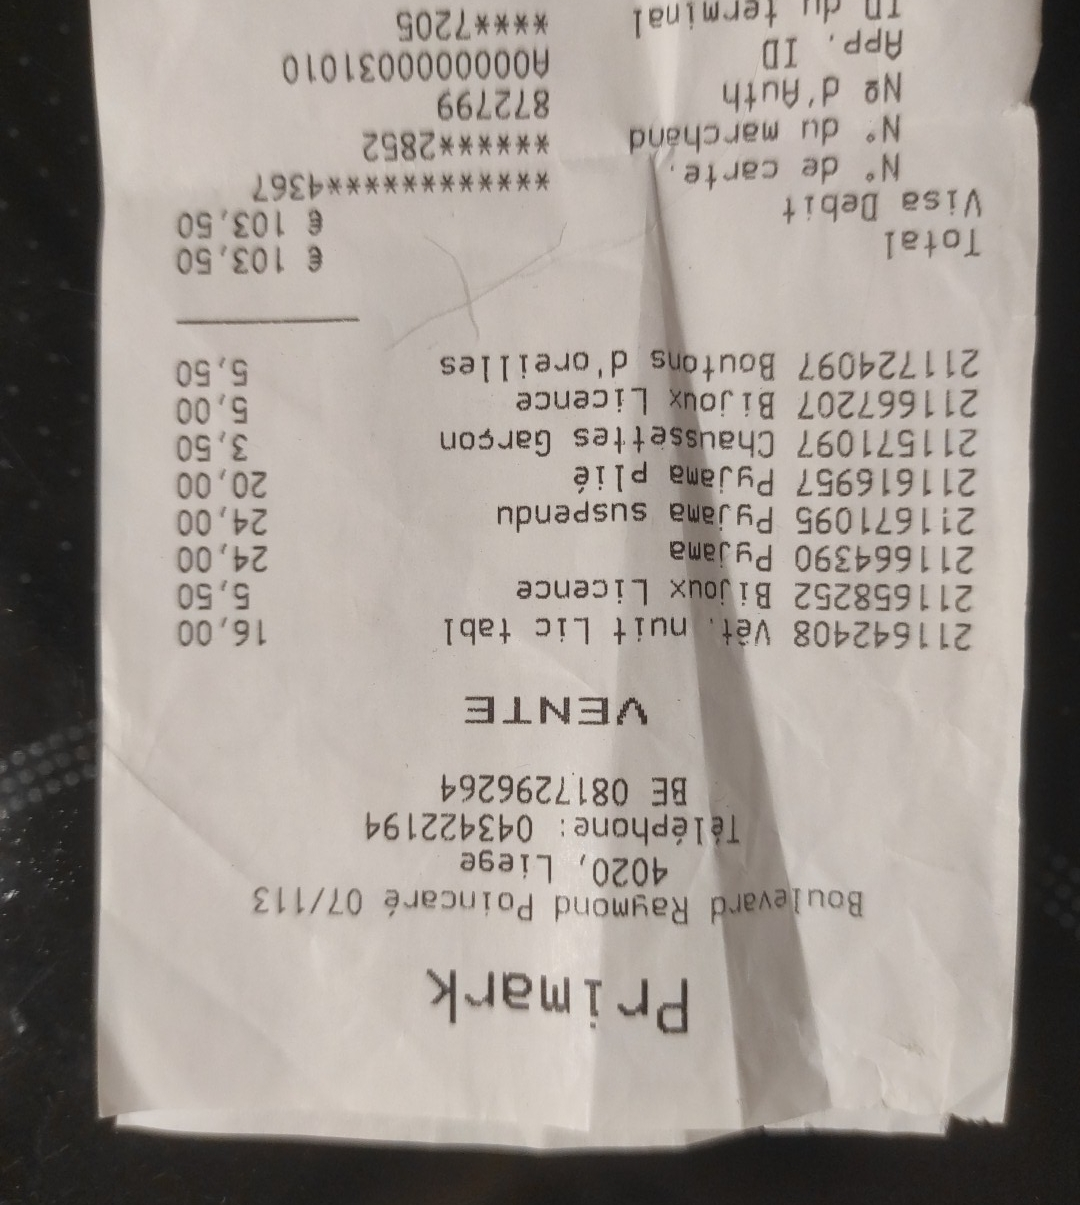 Primark
Boulevard Raymond Poincaré 07/113
4020, Liege
Téléphone: 043422194
BE 0817296264
VENTE
211642408 Vêt. nuit Lic tabl 16,00
211658252 Bijoux Licence 5,50
211664390 Pyjama 24,00
211671095 Pyjama suspendu 24,00
211616957 Pyjama plié 20,00
211571097 Chaussettes Garçon 3,50
211667207 Bijoux Licence 5,00
211724097 Boutons d'oreilles 5,50
Total € 103,50
Visa Debit € 103,50
N° de carte. ************4367
N° du marchand ******2852
Nº d'Auth 872799
App. ID A0000000031010
ID du terminal ****7205